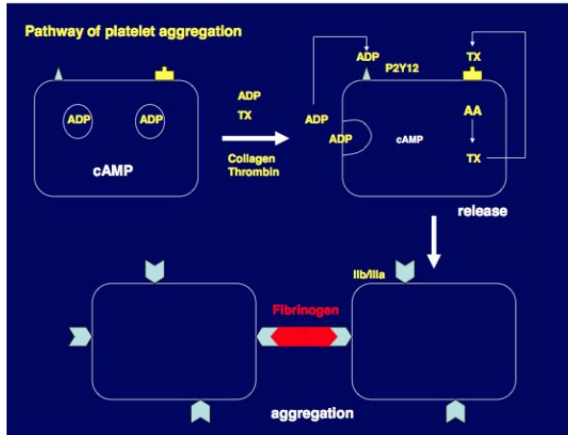 Pathway of platelet aggregation
ADP
ADP
cAMP
ADP
TX
Collagen
Thrombin
ADP
P2Y12
TX
ADP
ADP
cAMP
AA
TX
release
IIb/IIIa
Fibrinogen
aggregation